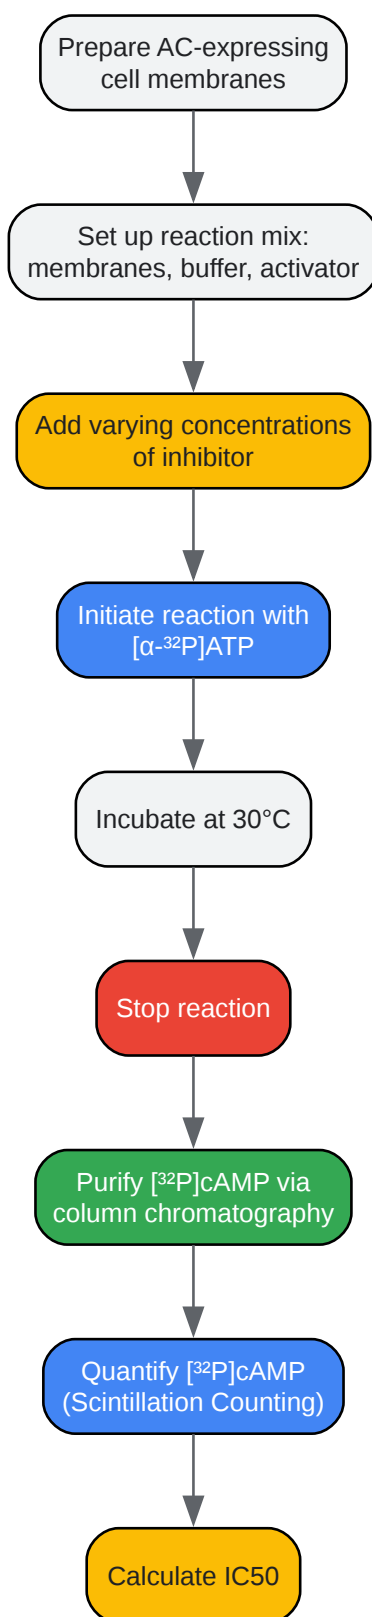 Prepare AC-expressing
cell membranes
Set up reaction mix:
membranes, buffer, activator
Add varying concentrations
of inhibitor
Initiate reaction with
[α-³²P]ATP
Incubate at 30°C
Stop reaction
Purify [³²P]cAMP via
column chromatography
Quantify [³²P]cAMP
(Scintillation Counting)
Calculate IC50